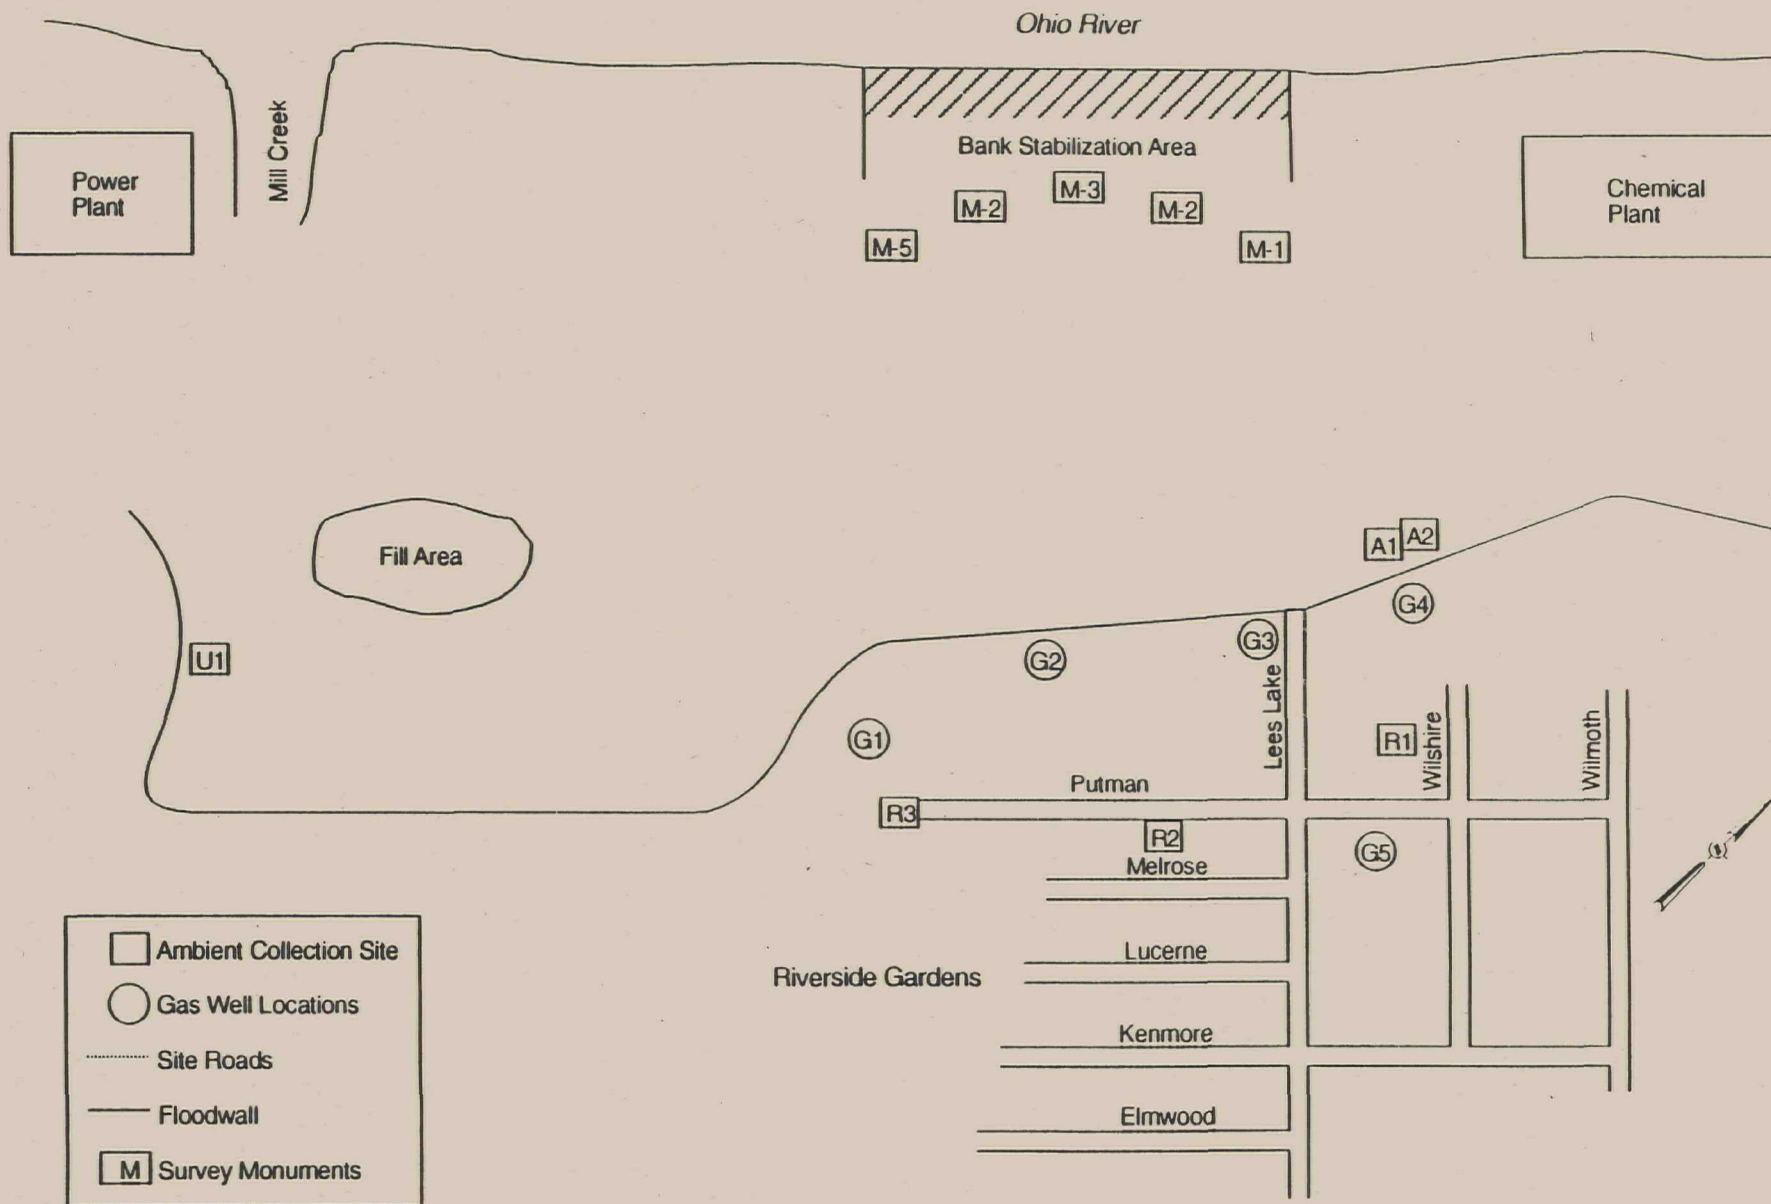 Ohio River
Mill Creek
Power
Plant
Bank Stabilization Area
Chemical
Plant
M-3
M-2
M-2
M-5
M-1
Fill Area
A1
A2
G4
U1
G2
G3
Lees Lake
G1
R1
Wilshire
Wilmoth
Putman
R3
R2
G5
Melrose
Lucerne
Riverside Gardens
Kenmore
Elmwood
Ambient Collection Site
Gas Well Locations
Site Roads
Floodwall
M Survey Monuments